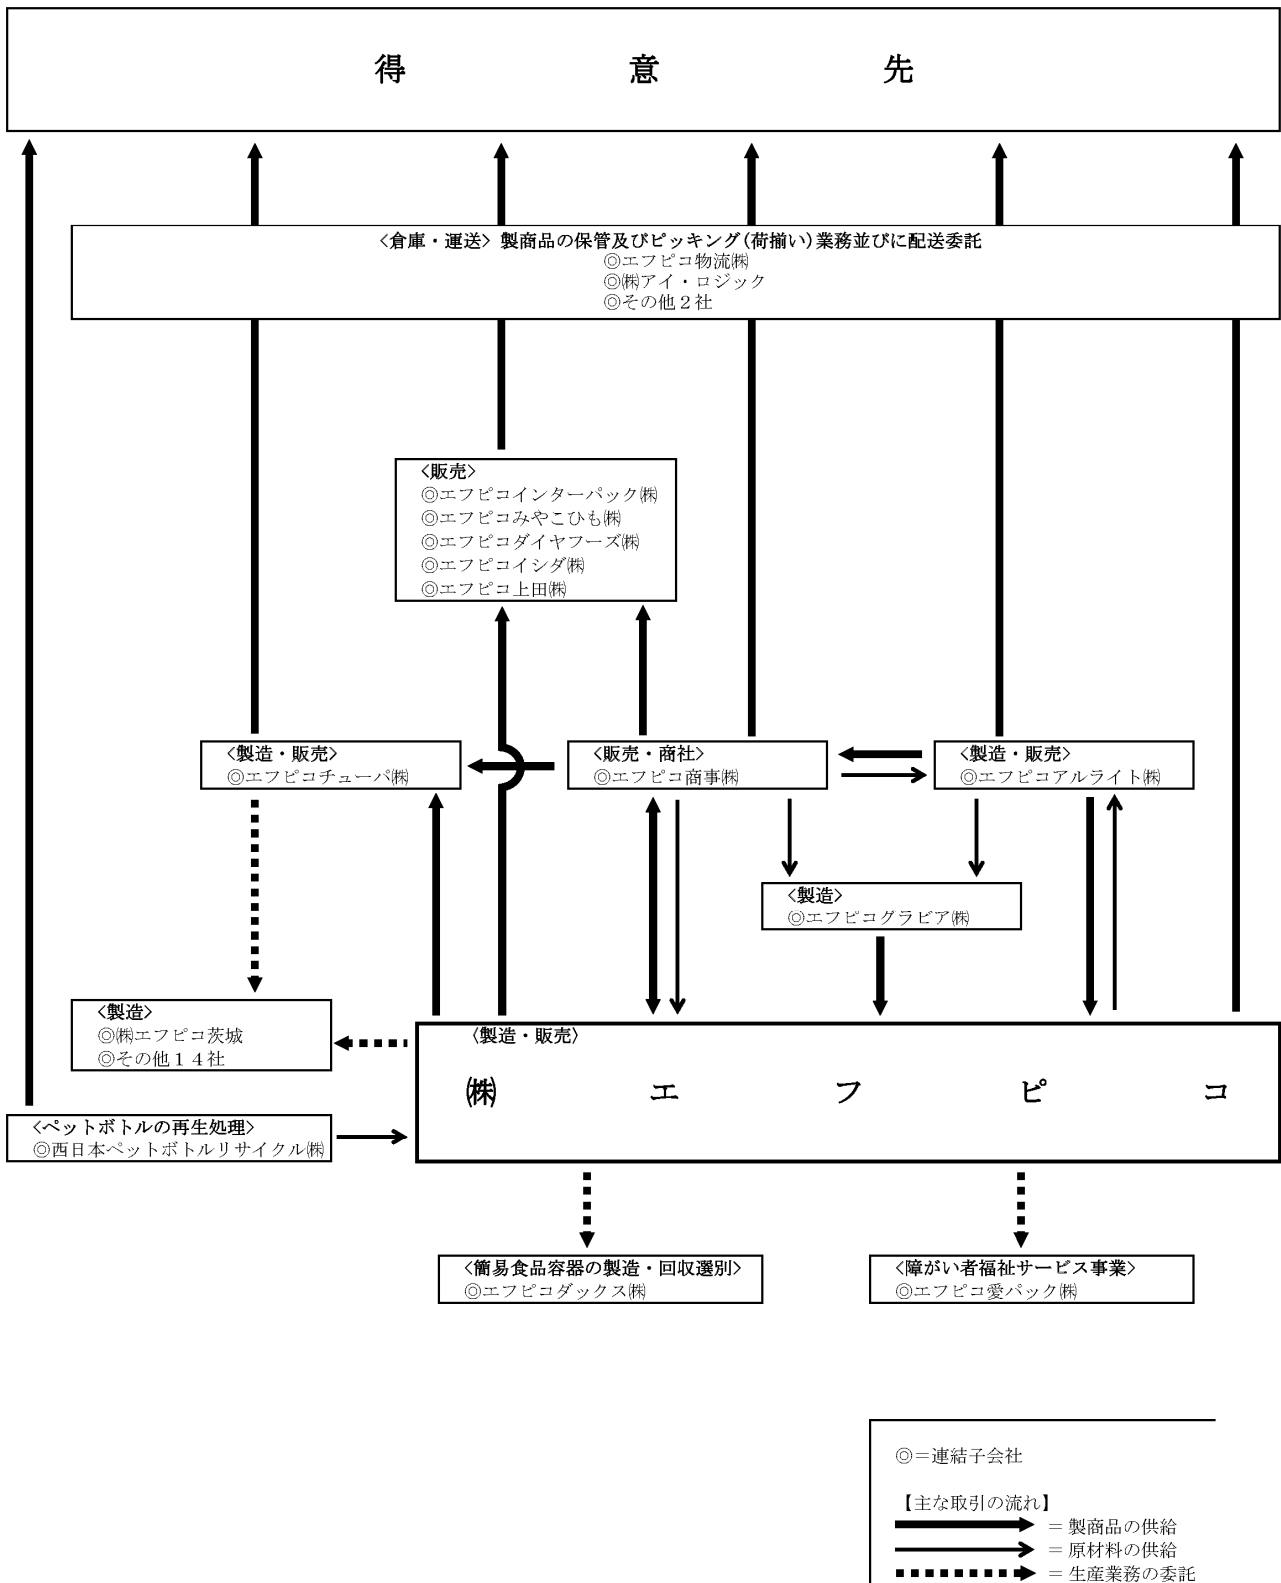 得意先
<倉庫・運送> 製商品の保管及びピッキング(荷揃い)業務並びに配送委託
◎エフピコ物流㈱
◎㈱アイ・ロジック
◎その他２社
<販売>
◎エフピコインターパック㈱
◎エフピコみやこひも㈱
◎エフピコダイヤフーズ㈱
◎エフピコイシダ㈱
◎エフピコ上田㈱
<製造・販売>
◎エフピコチューパ㈱
<販売・商社>
◎エフピコ商事㈱
<製造・販売>
◎エフピコアルライト㈱
<製造>
◎エフピコグラビア㈱
<製造>
◎㈱エフピコ茨城
◎その他１４社
<製造・販売>
㈱エフピコ
<ペットボトルの再生処理>
◎西日本ペットボトルリサイクル㈱
<簡易食品容器の製造・回収選別>
◎エフピコダックス㈱
<障がい者福祉サービス事業>
◎エフピコ愛パック㈱
◎＝連結子会社
【主な取引の流れ】
＝製商品の供給
＝原材料の供給
＝生産業務の委託